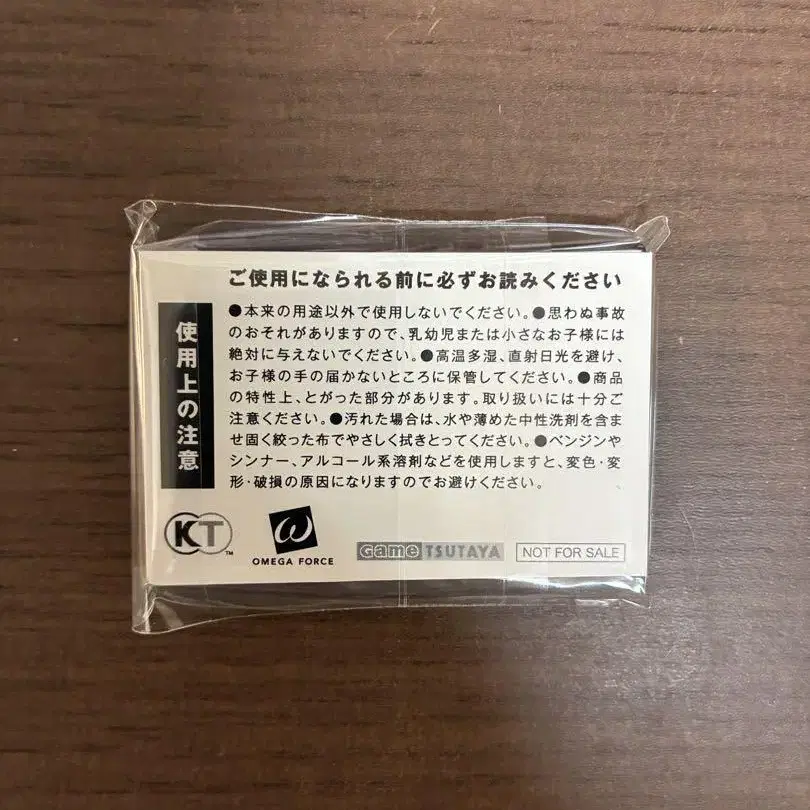 ご使用になられる前に必ずお読みください
使用上の注意
●本来の用途以外で使用しないでください。●思わぬ事故
のおそれがありますので、乳幼児または小さなお子様には
絶対に与えないでください。●高温多湿、直射日光を避け、
お子様の手の届かないところに保管してください。●商品
の特性上、とがった部分があります。取り扱いには十分ご
注意ください。●汚れた場合は、水や薄めた中性洗剤を含ま
せ固く絞った布でやさしく拭きとってください。●ベンジンや
シンナー、アルコール系溶剤などを使用しますと、変色・変
形・破損の原因になりますのでお避けください。
KT™
ω
OMEGA FORCE
Game TSUTAYA
NOT FOR SALE